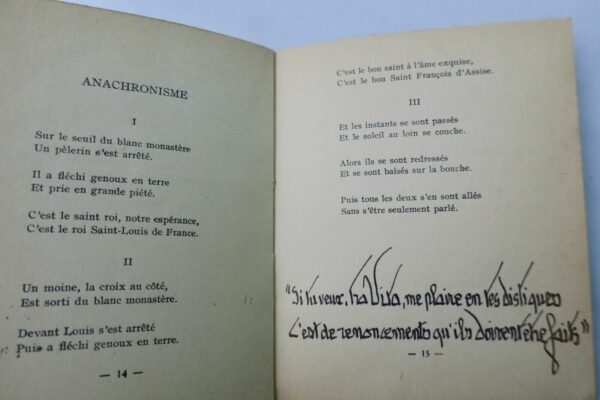 ANACHRONISME
I
Sur le seuil du blanc monastère
Un pèlerin s'est arrêté.
Il a fléchi genoux en terre
Et prie en grande piété.
C'est le saint roi, notre espérance,
C'est le roi Saint-Louis de France.
II
Un moine, la croix au côté,
Est sorti du blanc monastère.
Devant Louis s'est arrêté
Puis a fléchi genoux en terre.
— 14 —
C'est le bon saint à l'âme exquise,
C'est le bon Saint François d'Assise.
III
Et les instants se sont passés
Et le soleil au loin se couche.
Alors ils se sont redressés
Et se sont baisés sur la bouche.
Puis tous les deux s'en sont allés
Sans s'être seulement parlé.
"Si tu veux, me plaire en tes distiques
C'est de renoncements qu'ils doivent être faits"
— 15 —